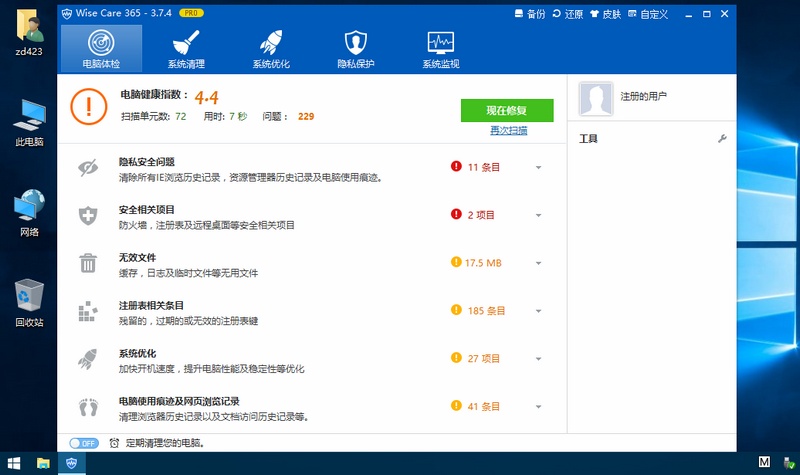 zd423
此电脑
网络
回收站
Wise Care 365 - 3.7.4 PRO
备份 还原 皮肤 自定义
电脑体检 系统清理 系统优化 隐私保护 系统监视
电脑健康指数: 4.4
扫描单元数: 72 用时: 7 秒 问题: 229
现在修复
再次扫描
注册的用户
工具
隐私安全问题
清除所有IE浏览历史记录，资源管理器历史记录及电脑使用痕迹。
11 条目
安全相关项目
防火墙，注册表及远程桌面等安全相关项目
2 项目
无效文件
缓存，日志及临时文件等无用文件
17.5 MB
注册表相关条目
残留的，过期的或无效的注册表键
185 条目
系统优化
加快开机速度，提升电脑性能及稳定性等优化
27 项目
电脑使用痕迹及网页浏览记录
清理浏览器历史记录以及文档访问历史记录等。
41 条目
OFF 定期清理您的电脑。
M